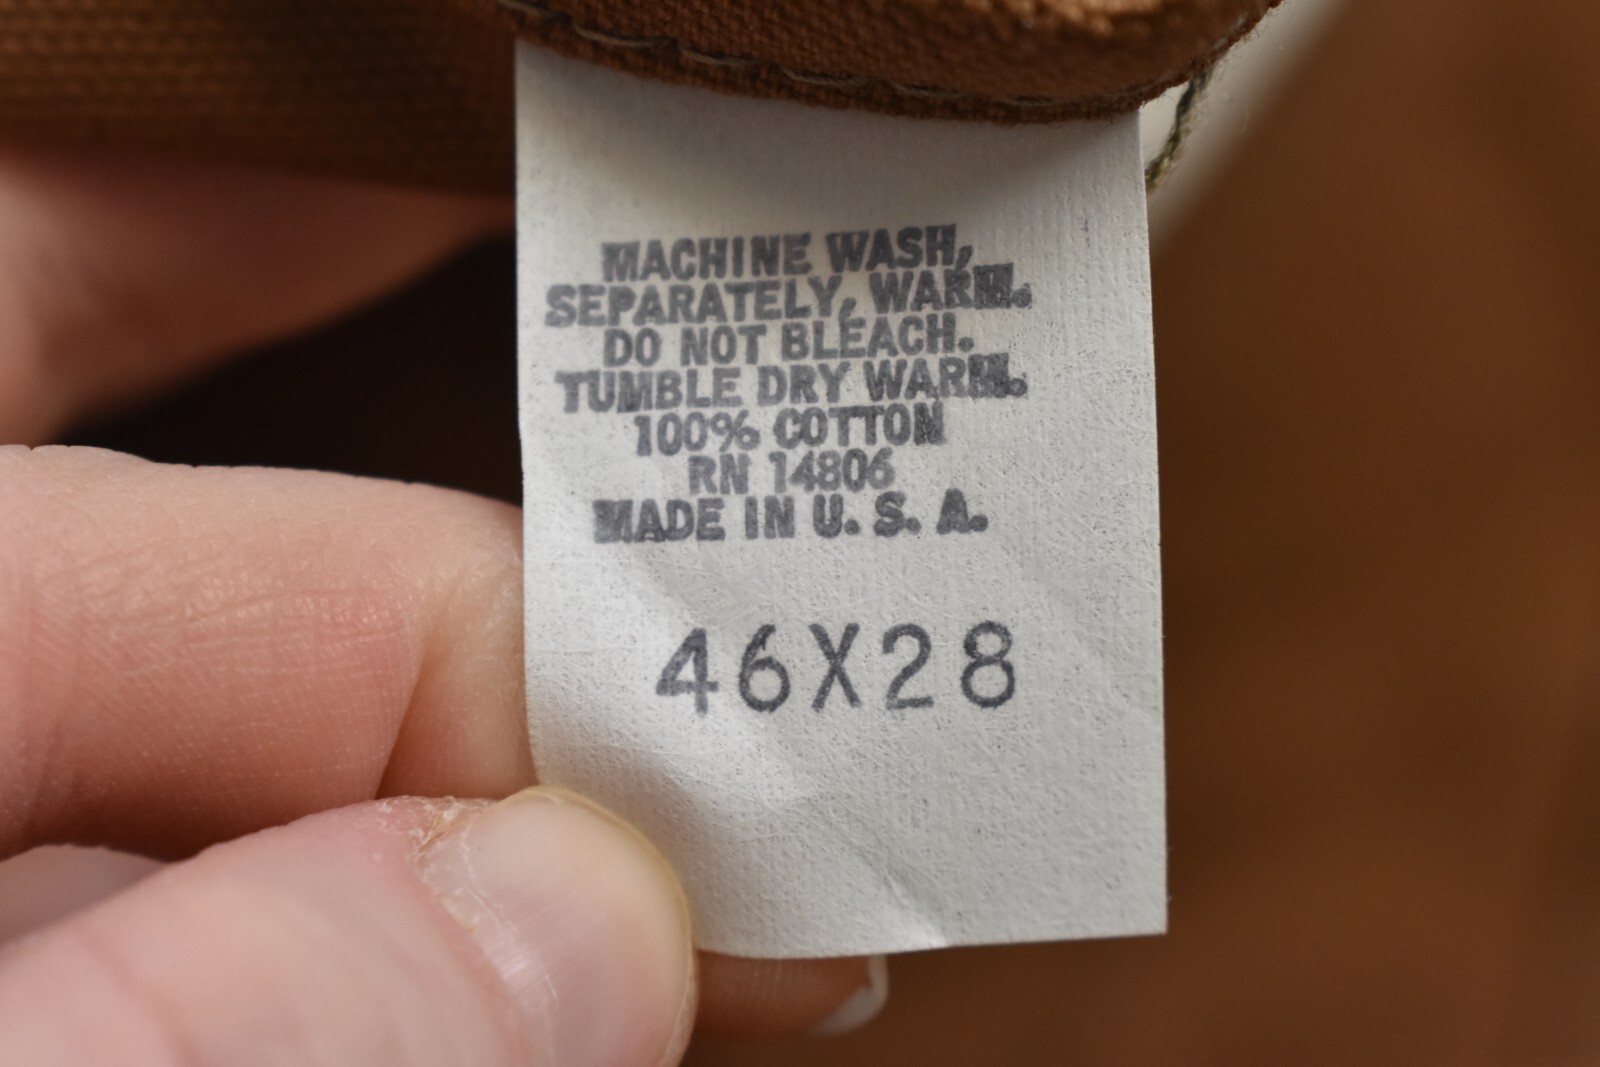 MACHINE WASH,
SEPARATELY, WARM.
DO NOT BLEACH.
TUMBLE DRY WARM.
100% COTTON
RN 14806
MADE IN U. S. A.
46X28